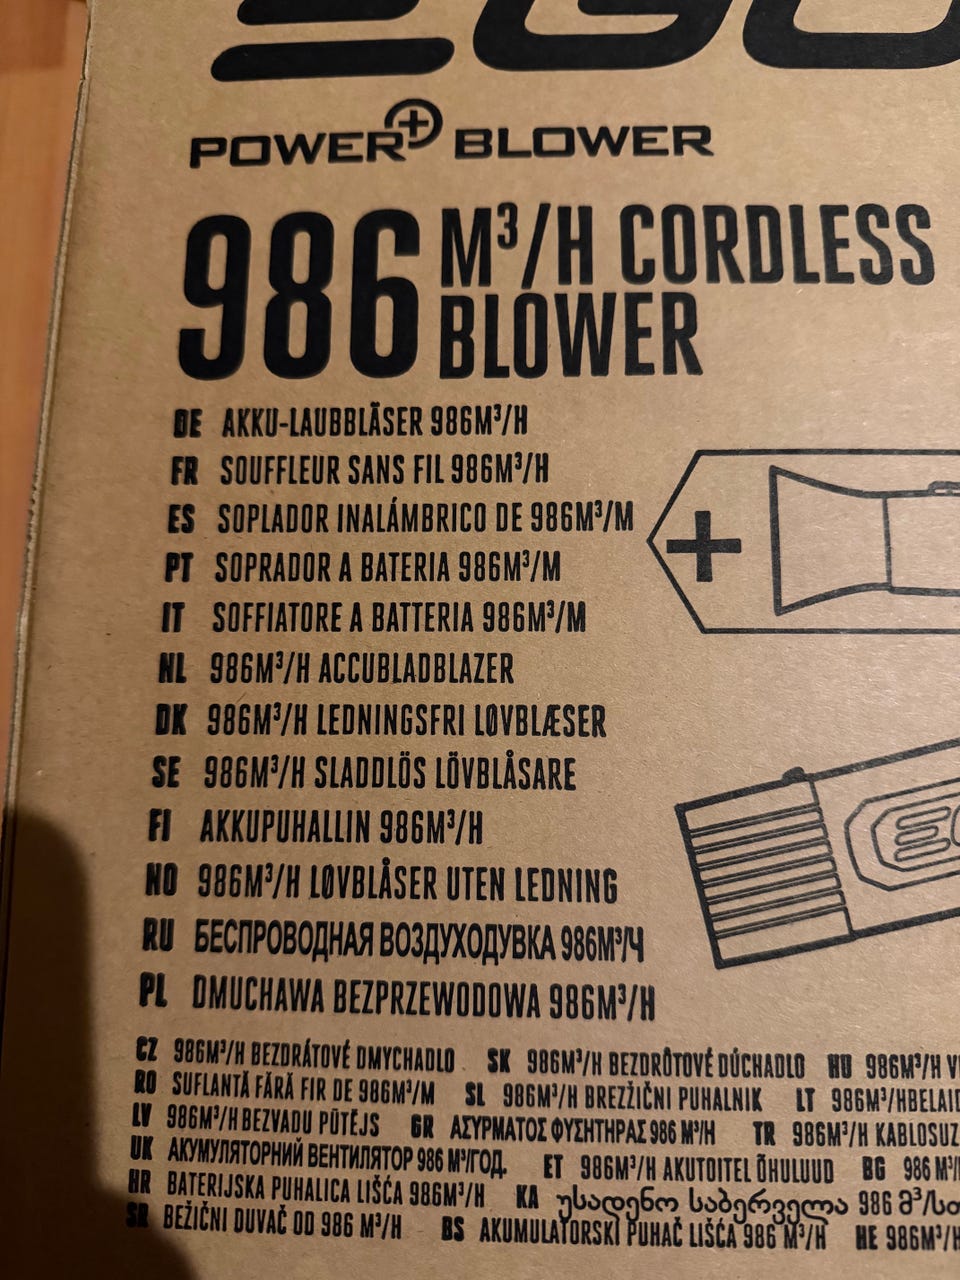 EGO
POWER+ BLOWER
986 M³/H CORDLESS
BLOWER
DE AKKU-LAUBBLÄSER 986M³/H
FR SOUFFLEUR SANS FIL 986M³/H
ES SOPLADOR INALÁMBRICO DE 986M³/M
PT SOPRADOR A BATERIA 986M³/M
IT SOFFIATORE A BATTERIA 986M³/M
NL 986M³/H ACCUBLADBLAZER
DK 986M³/H LEDNINGSFRI LØVBLÆSER
SE 986M³/H SLADDLÖS LÖVBLÅSARE
FI AKKUPUHALLIN 986M³/H
NO 986M³/H LØVBLÅSER UTEN LEDNING
RU БЕСПРОВОДНАЯ ВОЗДУХОДУВКА 986М³/Ч
PL DMUCHAWA BEZPRZEWODOWA 986M³/H
CZ 986M³/H BEZDRÁTOVÉ DMYCHADLO SK 986M³/H BEZDRÔTOVÉ DÚCHADLO HU 986M³/H
RO SUFLANTĂ FĂRĂ FIR DE 986M³/M SL 986M³/H BREZŽIČNI PUHALNIK LT 986M³/H
LV 986M³/H BEZVADU PŪTĒJS GR ΑΣΥΡΜΑΤΟΣ ΦΥΣΗΤΗΡΑΣ 986 M³/H TR 986M³/H KABLOSUZ
UK АКУМУЛЯТОРНИЙ ВЕНТИЛЯТОР 986 М³/ГОД. ET 986M³/H AKUTOITEL ÕHULUUD BG 986
HR BATERIJSKA PUHALICA LIŠĆA 986M³/H KA უსადენო საბერველა 986
SR BEŽIČNI DUVAČ OD 986 M³/H BS AKUMULATORSKI PUHAČ LIŠĆA 986 M³/H HE 986M³/H
EGO